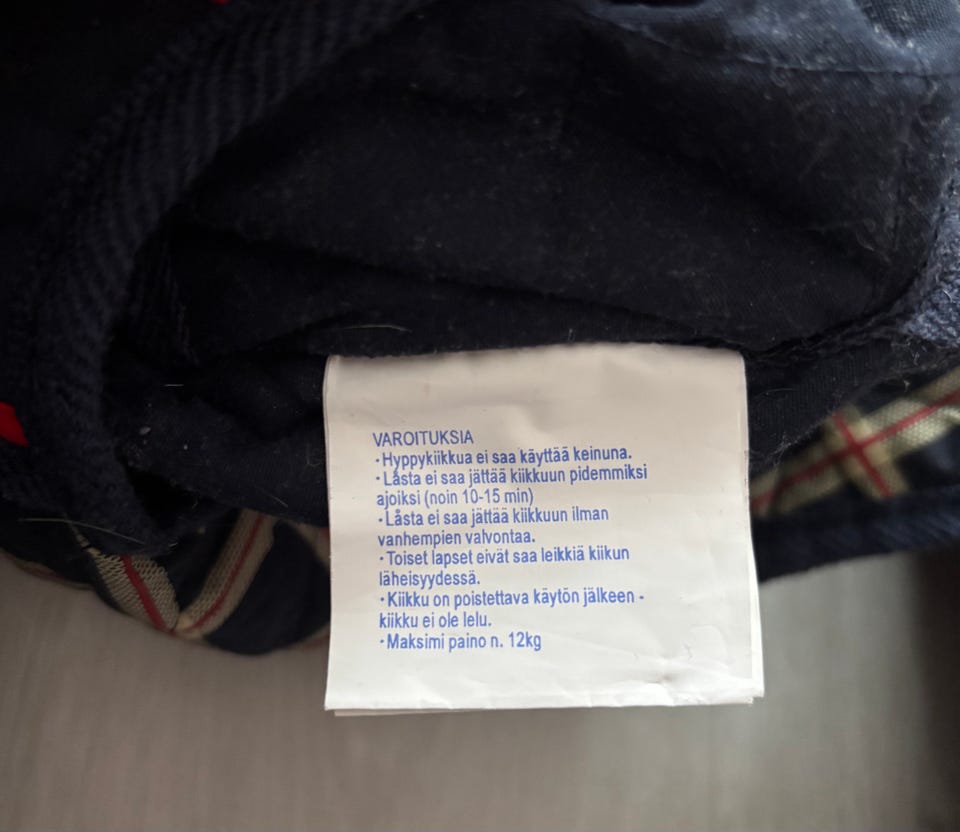 VAROITUKSIA
·Hyppykiikkua ei saa käyttää keinuna.
·Låsta ei saa jättää kiikkuun pidemmiksi
ajoiksi (noin 10-15 min)
·Låsta ei saa jättää kiikkuun ilman
vanhempien valvontaa.
·Toiset lapset eivät saa leikkiä kiikun
läheisyydessä.
·Kiikku on poistettava käytön jälkeen -
kiikku ei ole lelu.
·Maksimi paino n. 12kg